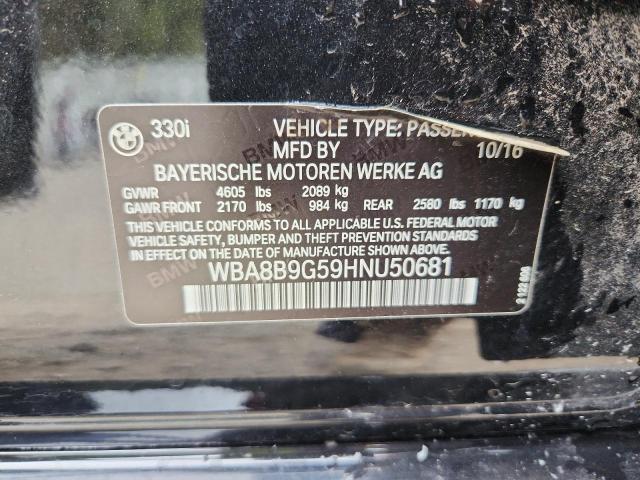 BMW 330i VEHICLE TYPE: PASSEN
MFD BY 10/16
BAYERISCHE MOTOREN WERKE AG
GVWR 4605 lbs 2089 kg
GAWR FRONT 2170 lbs 984 kg REAR 2580 lbs 1170 kg
THIS VEHICLE CONFORMS TO ALL APPLICABLE U.S. FEDERAL MOTOR
VEHICLE SAFETY, BUMPER, AND THEFT PREVENTION STANDARDS
IN EFFECT ON THE DATE OF MANUFACTURE SHOWN ABOVE.
WBA8B9G59HNU50681